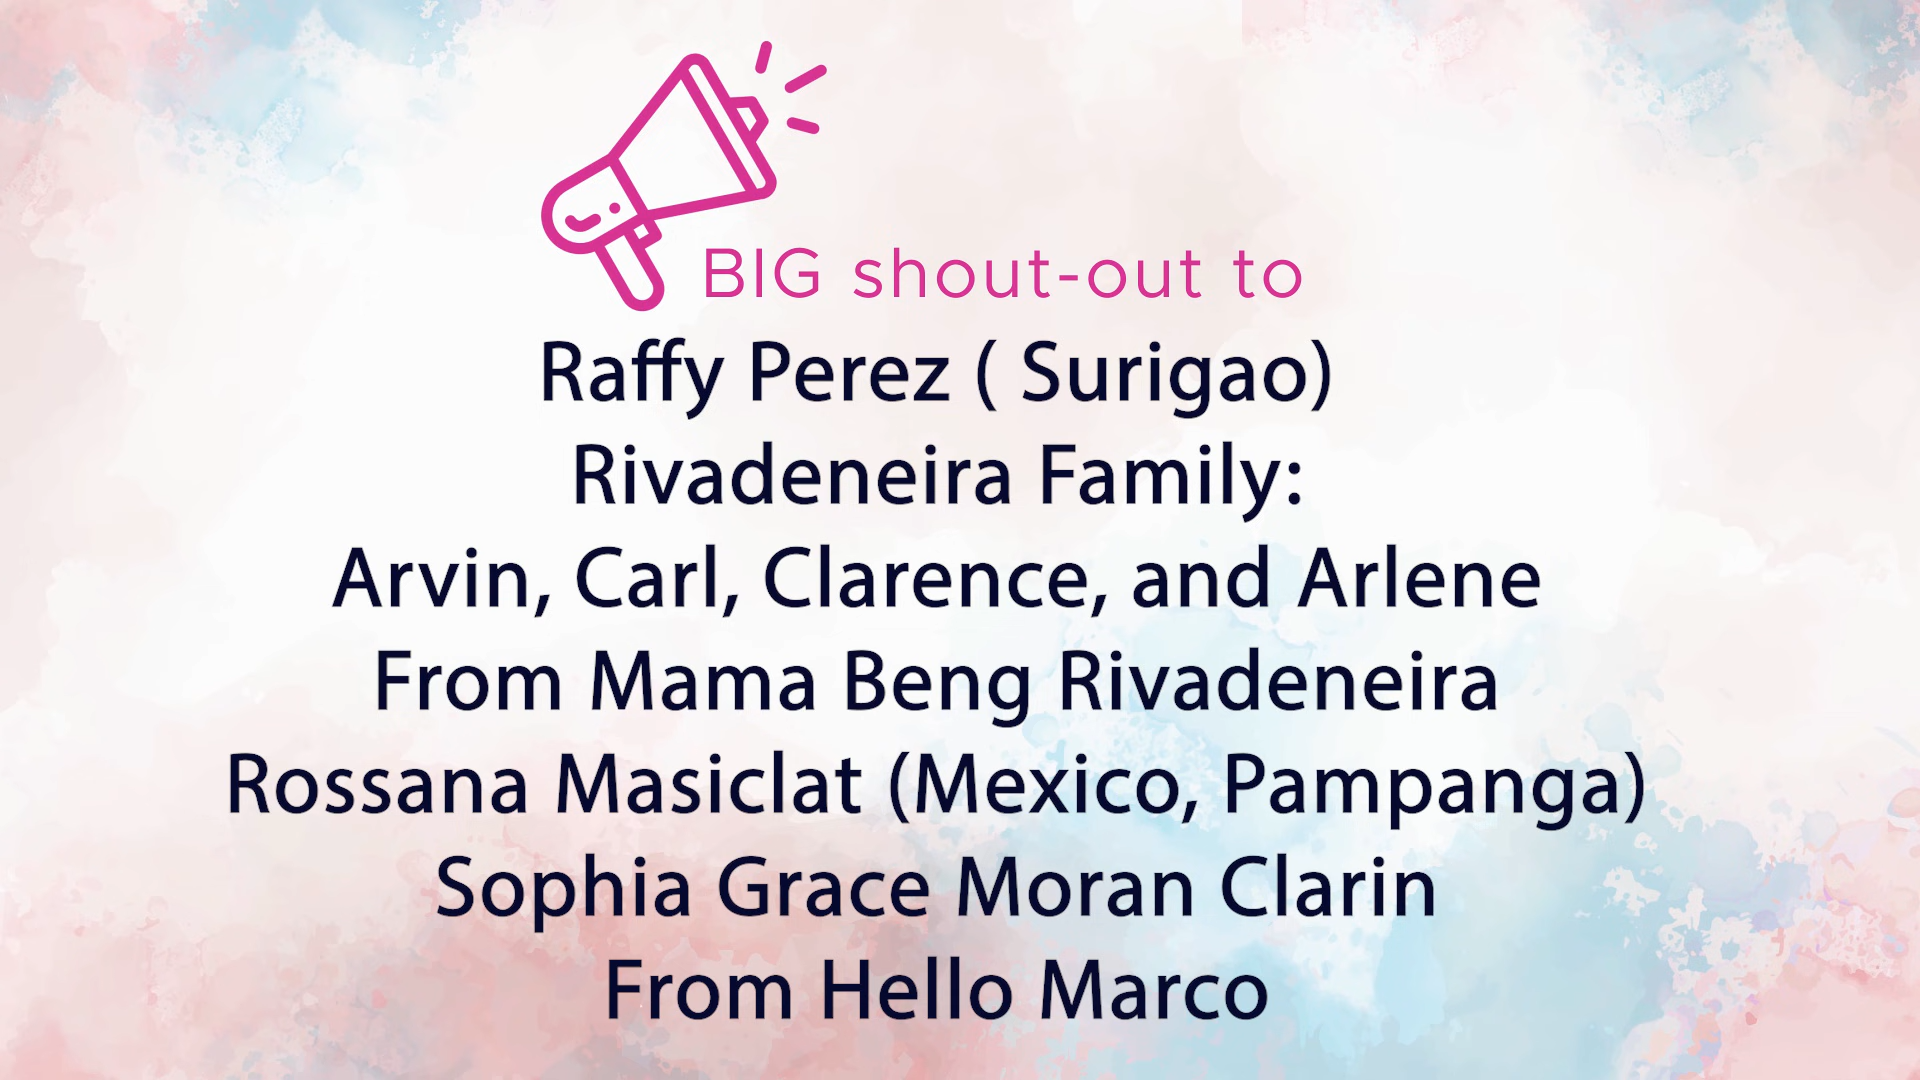 BIG shout-out to
Raffy Perez ( Surigao)
Rivadeneira Family:
Arvin, Carl, Clarence, and Arlene
From Mama Beng Rivadeneira
Rossana Masiclat (Mexico, Pampanga)
Sophia Grace Moran Clarin
From Hello Marco